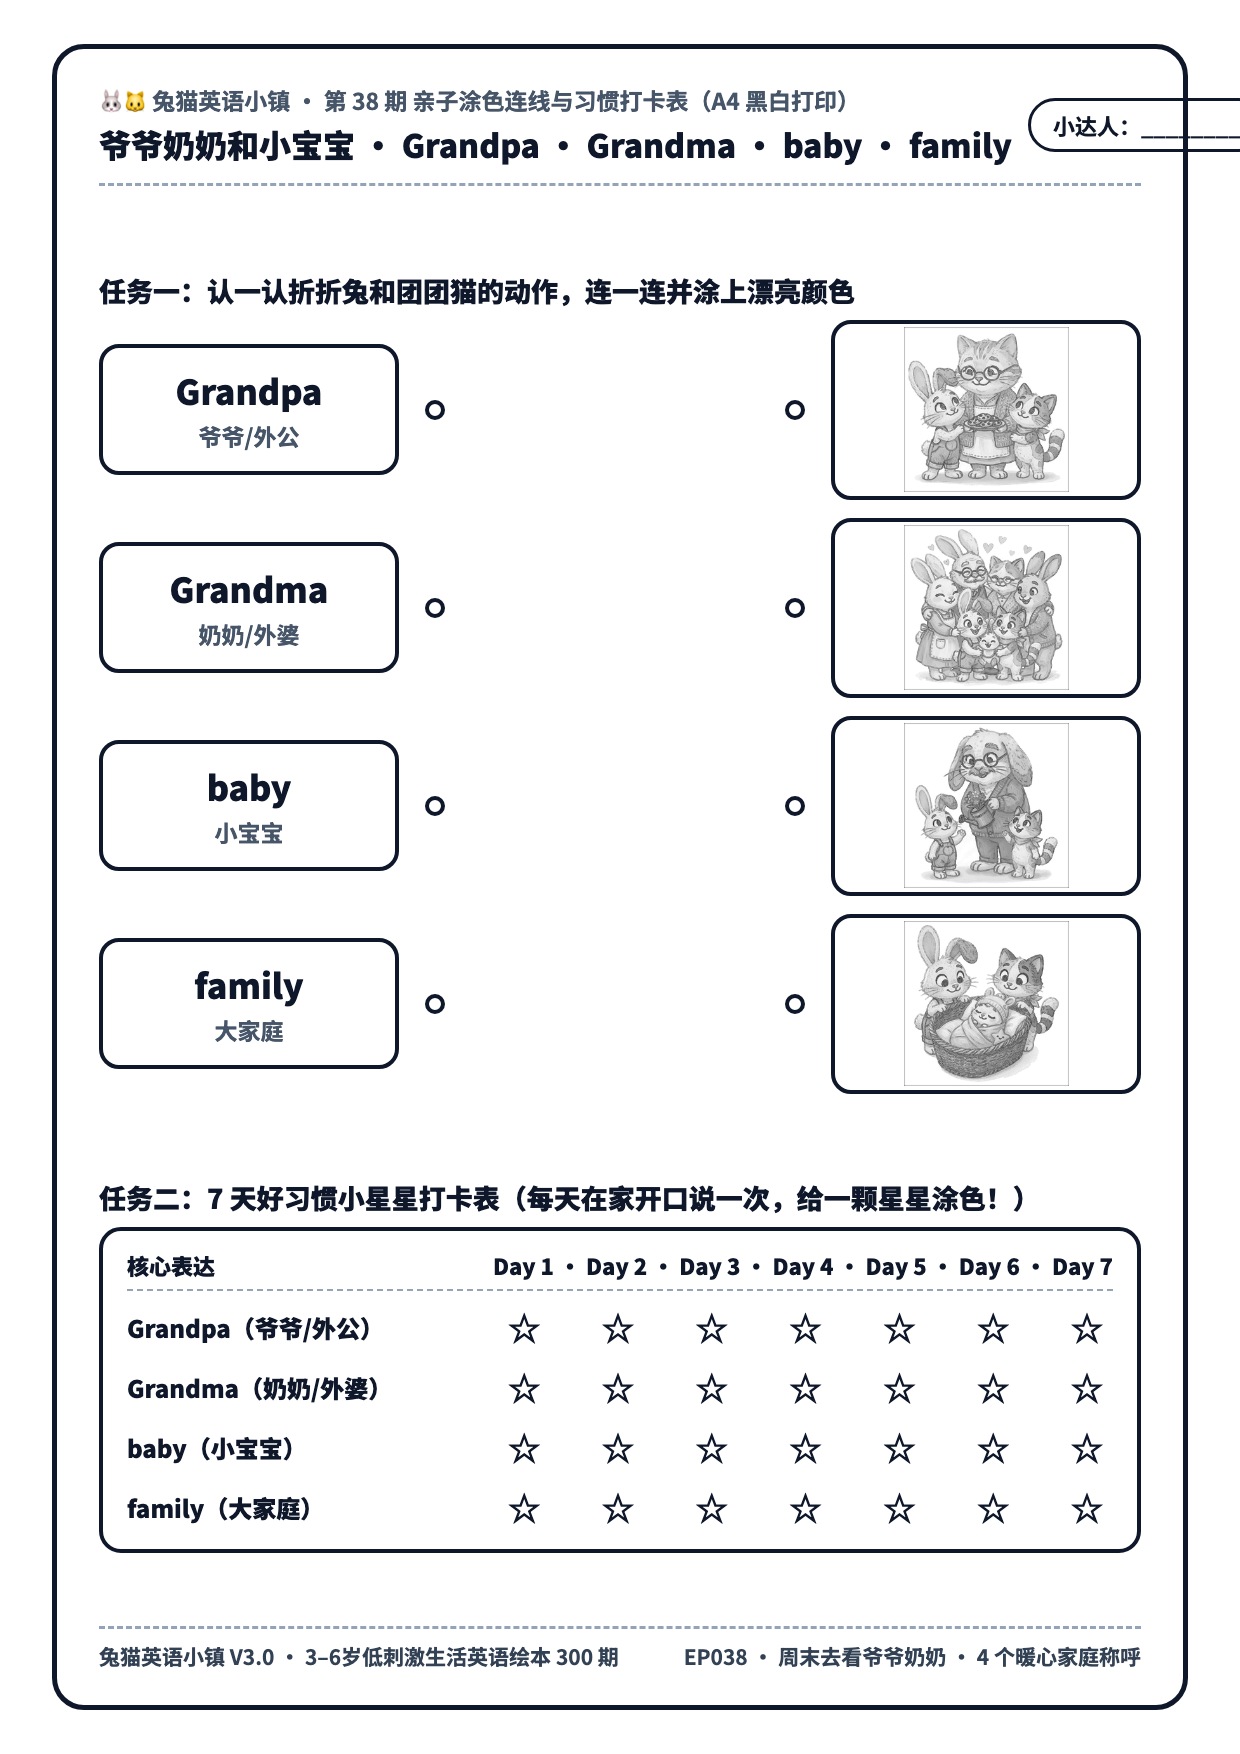 🐰🐱 兔猫英语小镇 · 第 38 期 亲子涂色连线与习惯打卡表（A4 黑白打印）
爷爷奶奶和小宝宝 · Grandpa · Grandma · baby · family
小达人：________
任务一：认一认折折兔和团团猫的动作，连一连并涂上漂亮颜色
Grandpa
爷爷/外公
Grandma
奶奶/外婆
baby
小宝宝
family
大家庭
任务二：7 天好习惯小星星打卡表（每天在家开口说一次，给一颗星星涂色！）
核心表达 Day 1 · Day 2 · Day 3 · Day 4 · Day 5 · Day 6 · Day 7
Grandpa（爷爷/外公） ☆ ☆ ☆ ☆ ☆ ☆ ☆
Grandma（奶奶/外婆） ☆ ☆ ☆ ☆ ☆ ☆ ☆
baby（小宝宝） ☆ ☆ ☆ ☆ ☆ ☆ ☆
family（大家庭） ☆ ☆ ☆ ☆ ☆ ☆ ☆
兔猫英语小镇 V3.0 · 3–6岁低刺激生活英语绘本 300 期
EP038 · 周末去看爷爷奶奶 · 4 个暖心家庭称呼